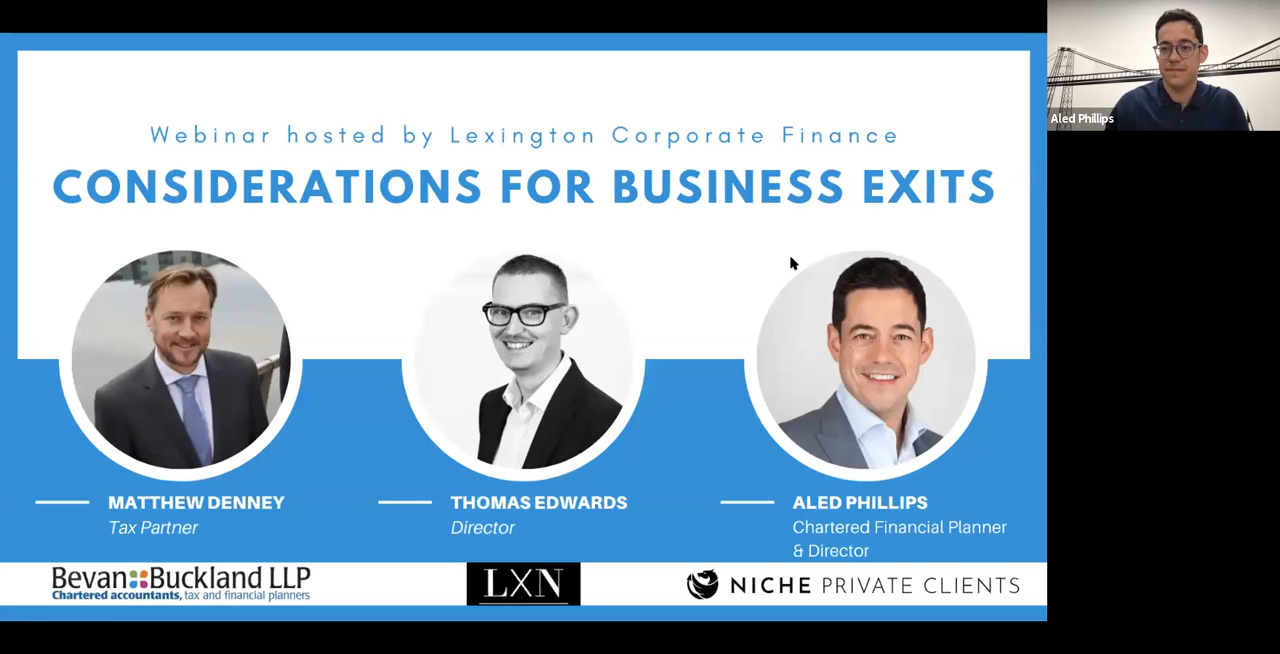 Webinar hosted by Lexington Corporate Finance
CONSIDERATIONS FOR BUSINESS EXITS
MATTHEW DENNEY
Tax Partner
THOMAS EDWARDS
Director
ALED PHILLIPS
Chartered Financial Planner
& Director
Bevan Buckland LLP
Chartered accountants, tax and financial planners
LXN
NICHE PRIVATE CLIENTS
Aled Phillips